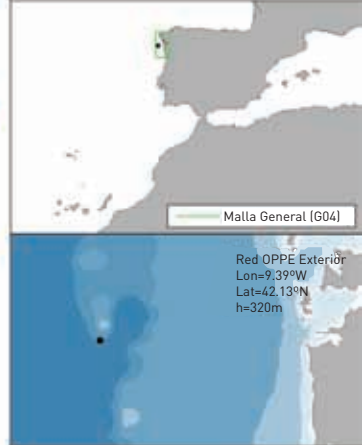 Malla General (G04)
Red OPPE Exterior
Lon=9.39ºW
Lat=42.13ºN
h=320m